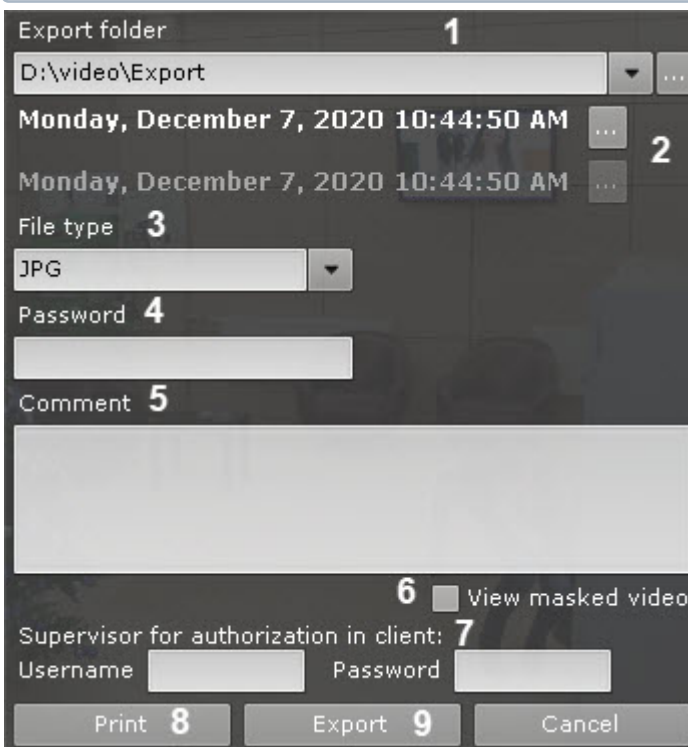 Export folder 1
D:\video\Export ...
Monday, December 7, 2020 10:44:50 AM ...
2
Monday, December 7, 2020 10:44:50 AM ...
File type 3
JPG
Password 4
Comment 5
6 View masked video
Supervisor for authorization in client: 7
Username Password
Print 8 Export 9 Cancel